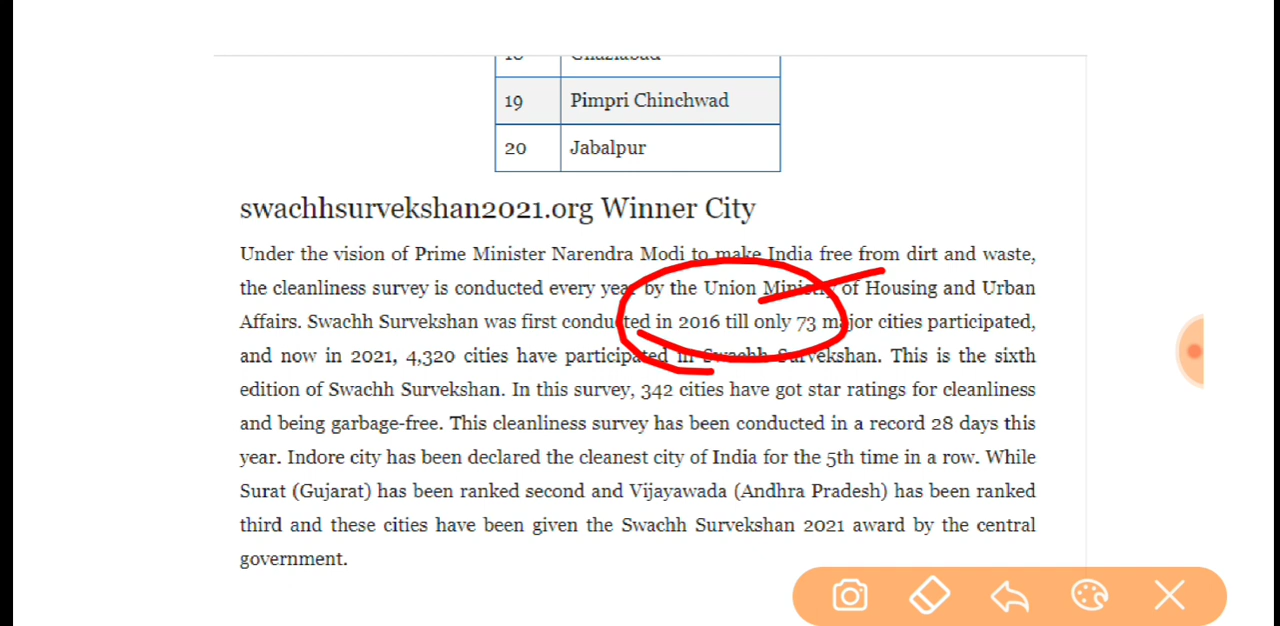 19 Pimpri Chinchwad
20 Jabalpur
swachhsurvekshan2021.org Winner City
Under the vision of Prime Minister Narendra Modi to make India free from dirt and waste,
the cleanliness survey is conducted every year by the Union Ministry of Housing and Urban
Affairs. Swachh Survekshan was first conducted in 2016 till only 73 major cities participated,
and now in 2021, 4,320 cities have participated in Swachh Survekshan. This is the sixth
edition of Swachh Survekshan. In this survey, 342 cities have got star ratings for cleanliness
and being garbage-free. This cleanliness survey has been conducted in a record 28 days this
year. Indore city has been declared the cleanest city of India for the 5th time in a row. While
Surat (Gujarat) has been ranked second and Vijayawada (Andhra Pradesh) has been ranked
third and these cities have been given the Swachh Survekshan 2021 award by the central
government.